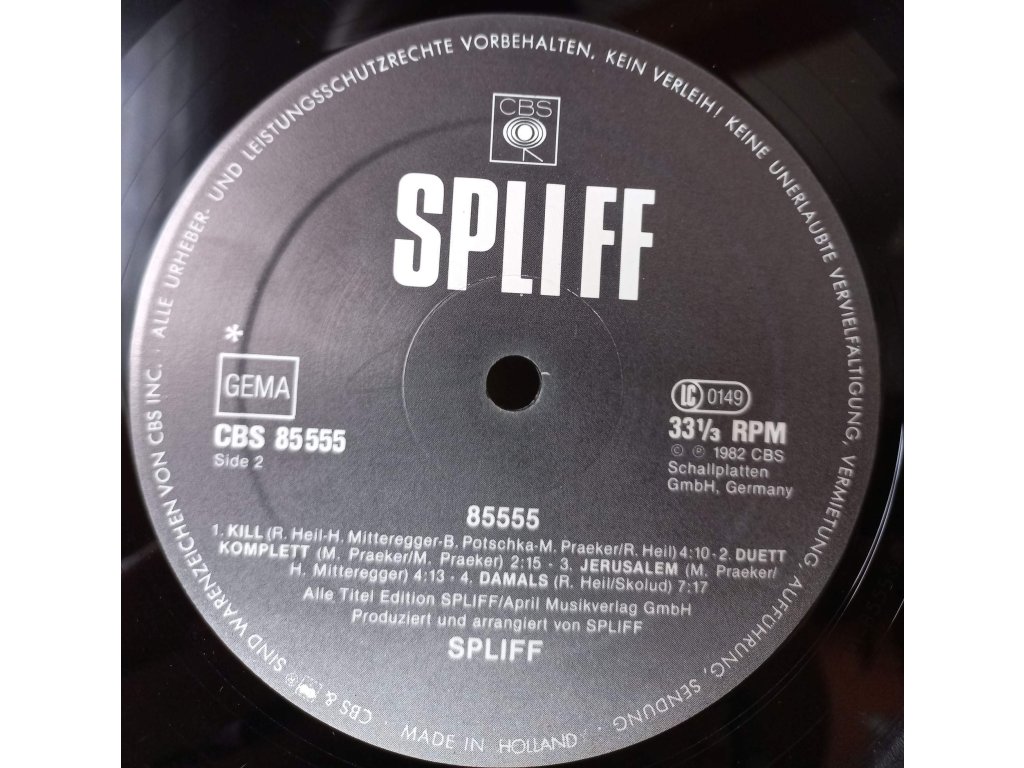 ALLE URHEBER- UND LEISTUNGSSCHUTZRECHTE VORBEHALTEN, KEIN VERLEIH! KEINE UNERLAUBTE VERVIELFÄLTIGUNG, VERMIETUNG, AUFFÜHRUNG, SENDUNG · MADE IN HOLLAND · CBS & ® SIND WARENZEICHEN VON CBS INC. ·
CBS
SPLIFF
*
GEMA
CBS 85 555
Side 2
LC 0149
33⅓ RPM
© ℗ 1982 CBS
Schallplatten
GmbH, Germany
85555
1. KILL (R. Heil-H. Mitteregger-B. Potschka-M. Praeker/R. Heil) 4:10 - 2. DUETT
KOMPLETT (M. Praeker/M. Praeker) 2:15 - 3. JERUSALEM (M. Praeker/
H. Mitteregger) 4:13 - 4. DAMALS (R. Heil/Skolud) 7:17
Alle Titel Edition SPLIFF/April Musikverlag GmbH
Produziert und arrangiert von SPLIFF
SPLIFF